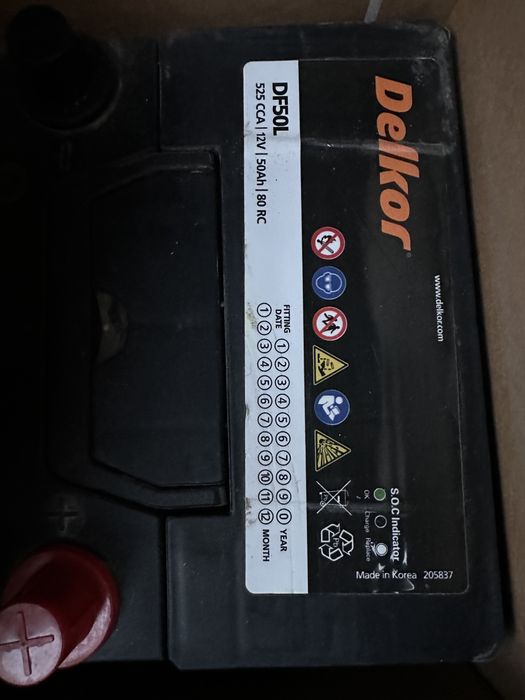 Delkor
www.delkor.com
DF50L
525 CCA | 12V | 50Ah | 80 RC
FITTING DATE
1 2 3 4 5 6 7 8 9 0 YEAR
1 2 3 4 5 6 7 8 9 10 11 12 MONTH
S.O.C Indicator
OK Charge Replace
Pb
Pb
Made in Korea 205837
+
+